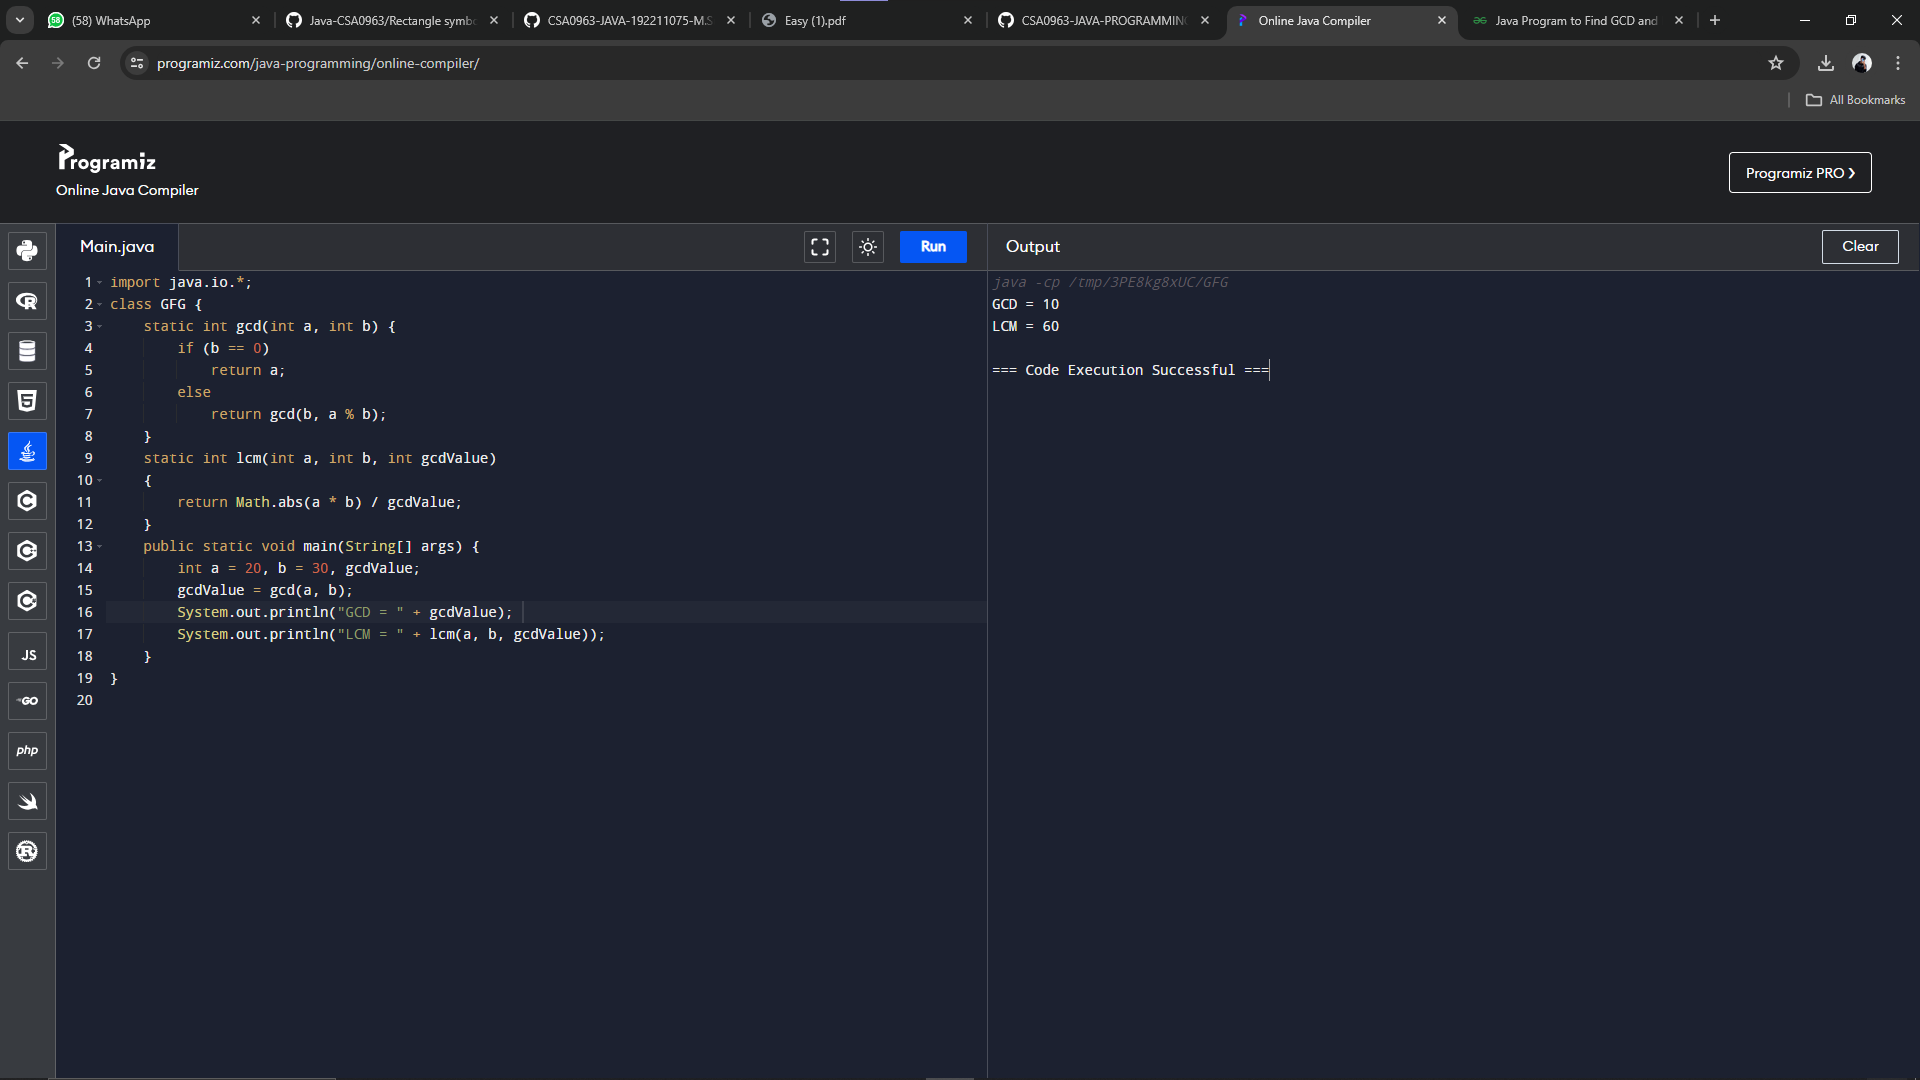 (58) WhatsApp
Java-CSA0963/Rectangle symbo
CSA0963-JAVA-192211075-M.S
Easy (1).pdf
CSA0963-JAVA-PROGRAMMING
Online Java Compiler
Java Program to Find GCD and
programiz.com/java-programming/online-compiler/
All Bookmarks
Programiz
Online Java Compiler
Programiz PRO ❯
Main.java
Run
Output
Clear
1 import java.io.*;
2 class GFG {
3     static int gcd(int a, int b) {
4         if (b == 0)
5             return a;
6         else
7             return gcd(b, a % b);
8     }
9     static int lcm(int a, int b, int gcdValue)
10     {
11         return Math.abs(a * b) / gcdValue;
12     }
13     public static void main(String[] args) {
14         int a = 20, b = 30, gcdValue;
15         gcdValue = gcd(a, b);
16         System.out.println("GCD = " + gcdValue);
17         System.out.println("LCM = " + lcm(a, b, gcdValue));
18     }
19 }
20
java -cp /tmp/3PE8kg8xUC/GFG
GCD = 10
LCM = 60
=== Code Execution Successful ===
JS
GO
php